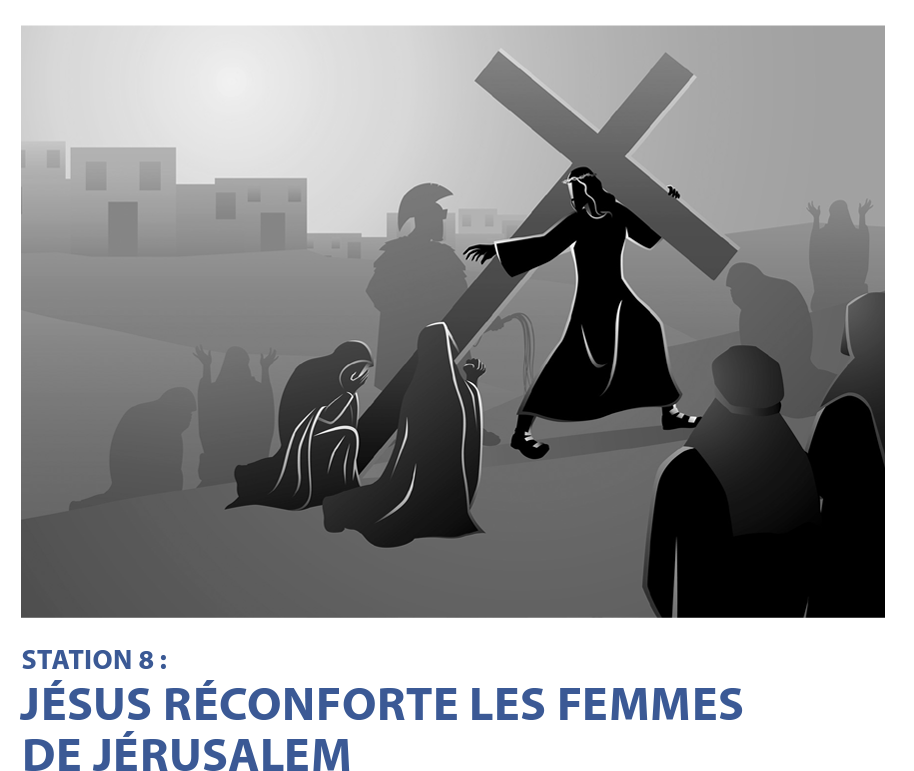 STATION 8 :
JÉSUS RÉCONFORTE LES FEMMES
DE JÉRUSALEM